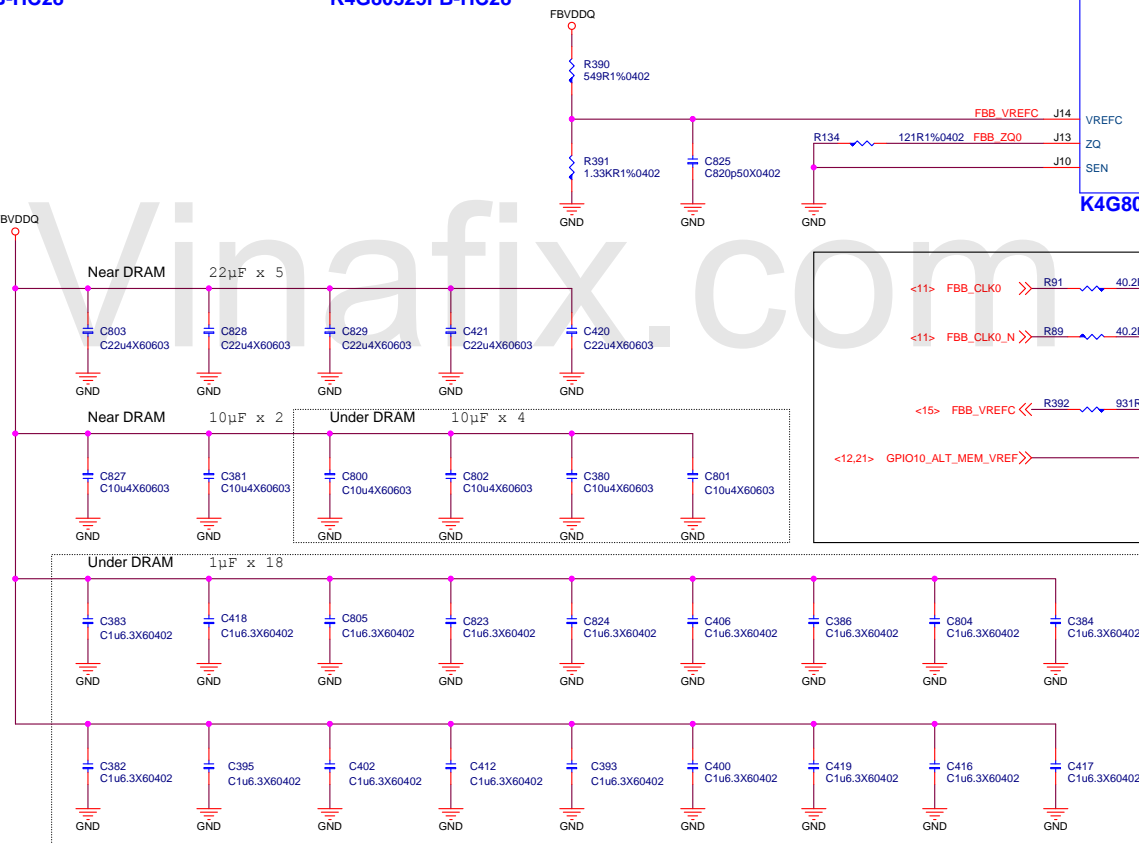 K4G80325FB-HC28
FBVDDQ
R390
549R1%0402
FBB_VREFC J14 VREFC
R134 121R1%0402 FBB_ZQ0 J13 ZQ
J10 SEN
R391
1.33KR1%0402
C825
C820p50X0402
GND GND GND
K4G80
BVDDQ
Vinafix.com
Near DRAM 22µF x 5
C803 C828 C829 C421 C420
C22u4X60603 C22u4X60603 C22u4X60603 C22u4X60603 C22u4X60603
GND GND GND GND GND
<11> FBB_CLK0 R91 40.2
<11> FBB_CLK0_N R89 40.2
<15> FBB_VREFC R392 931R
<12,21> GPIO10_ALT_MEM_VREF
Near DRAM 10µF x 2 Under DRAM 10µF x 4
C827 C381 C800 C802 C380 C801
C10u4X60603 C10u4X60603 C10u4X60603 C10u4X60603 C10u4X60603 C10u4X60603
GND GND GND GND GND GND
Under DRAM 1µF x 18
C383 C418 C805 C823 C824 C406 C386 C804 C384
C1u6.3X60402 C1u6.3X60402 C1u6.3X60402 C1u6.3X60402 C1u6.3X60402 C1u6.3X60402 C1u6.3X60402 C1u6.3X60402 C1u6.3X60402
GND GND GND GND GND GND GND GND GND
C382 C395 C402 C412 C393 C400 C419 C416 C417
C1u6.3X60402 C1u6.3X60402 C1u6.3X60402 C1u6.3X60402 C1u6.3X60402 C1u6.3X60402 C1u6.3X60402 C1u6.3X60402 C1u6.3X60402
GND GND GND GND GND GND GND GND GND